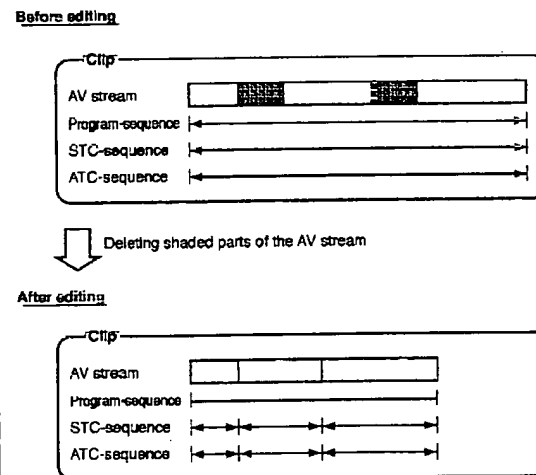 Before editing
Clip
AV stream
Program-sequence
STC-sequence
ATC-sequence
Deleting shaded parts of the AV stream
After editing
Clip
AV stream
Program-sequence
STC-sequence
ATC-sequence